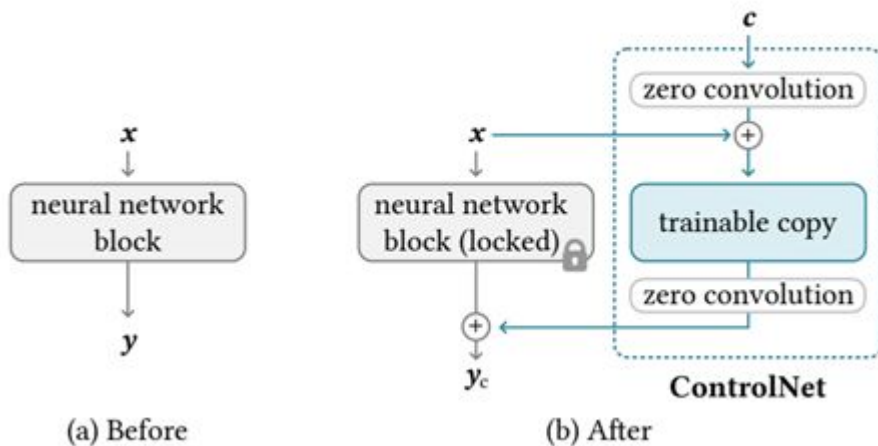 x
neural network
block
y
(a) Before
c
zero convolution
x
+
neural network
block (locked)
trainable copy
zero convolution
+
yc
ControlNet
(b) After